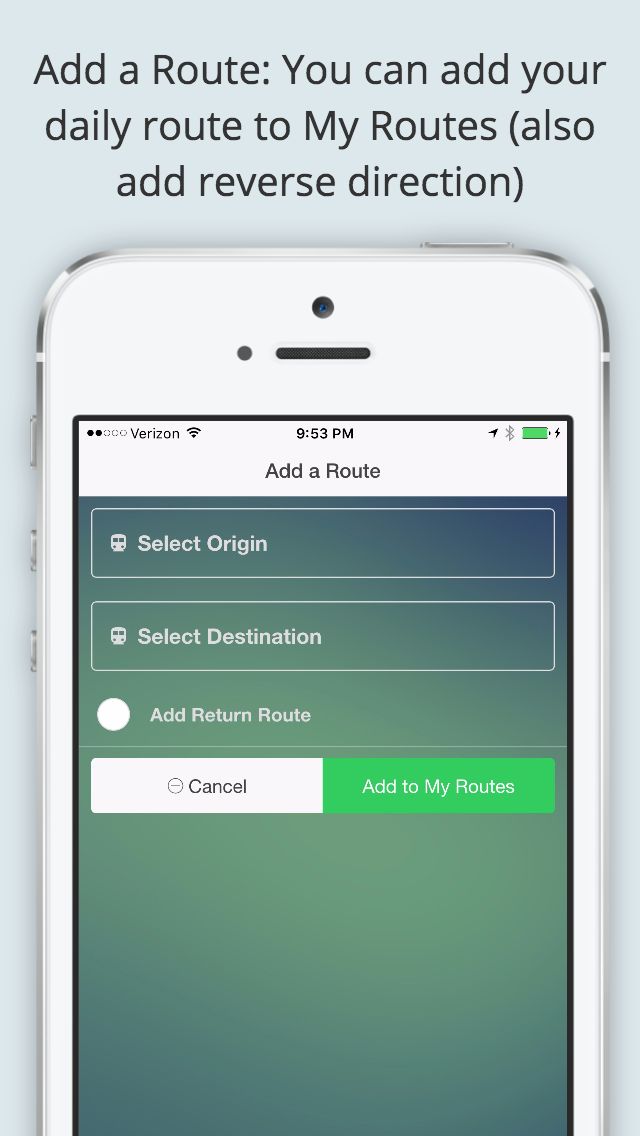 Add a Route: You can add your
daily route to My Routes (also
add reverse direction)
Verizon 9:53 PM
Add a Route
Select Origin
Select Destination
Add Return Route
Cancel Add to My Routes